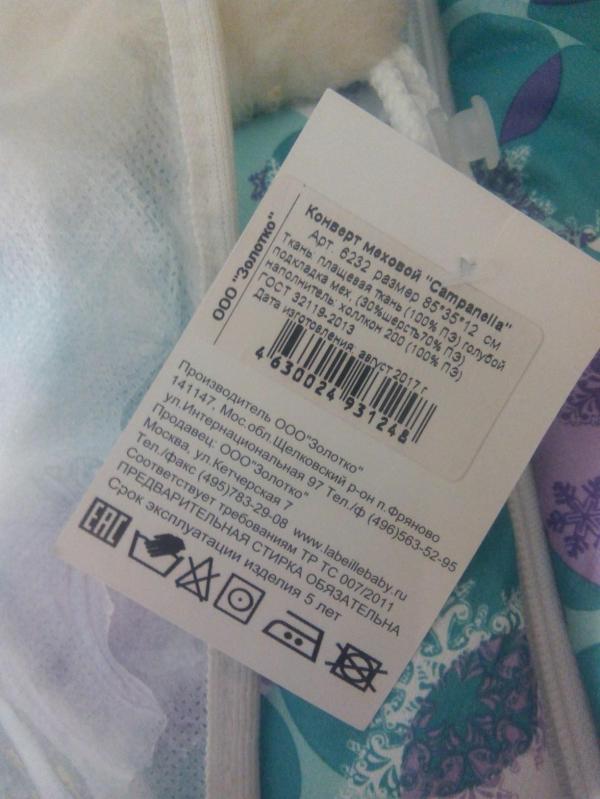 ООО "Золотко"
Конверт меховой "Campanella"
Арт. 6232 размер 85*35*12 см
Ткань плащевая ткань (100% ПЭ) голубой
подкладка мех. (30%шерсть70% ПЭ)
наполнитель: холлкон 200 (100% ПЭ)
ГОСТ 32119-2013
Дата изготовления, август 2017 г.
4 630024 931248
Производитель ООО"Золотко"
141147, Мос.обл.Щелковский р-он п.Фряново
ул.Интернациональная 97 Тел./ф (496)563-52-95
Продавец: ООО"Золотко"
Москва, ул.Кетчерская 7
Тел./факс (495)783-29-08 www.labeillebaby.ru
Соответствует требованиям ТР ТС 007/2011
ПРЕДВАРИТЕЛЬНАЯ СТИРКА ОБЯЗАТЕЛЬНА
Срок эксплуатации изделия 5 лет
EAC